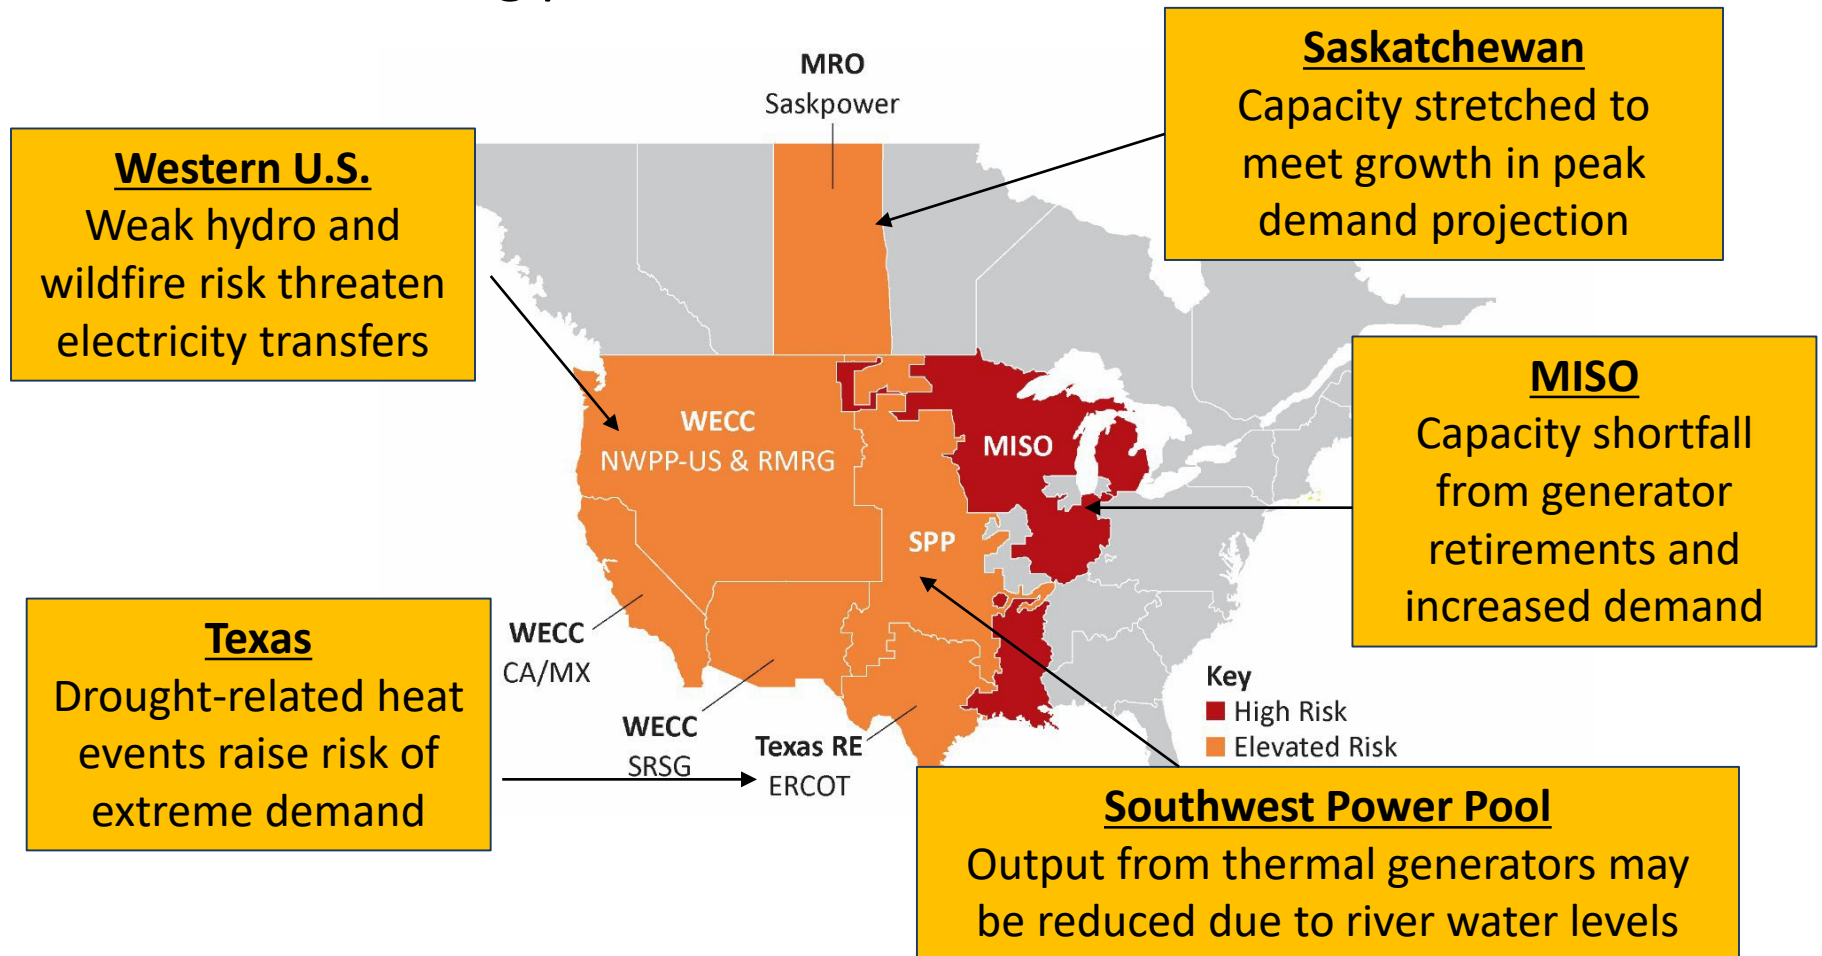 MRO
Saskpower
Saskatchewan
Capacity stretched to
meet growth in peak
demand projection
Western U.S.
Weak hydro and
wildfire risk threaten
electricity transfers
WECC
NWPP-US & RMRG
MISO
SPP
MISO
Capacity shortfall
from generator
retirements and
increased demand
Texas
Drought-related heat
events raise risk of
extreme demand
WECC
CA/MX
WECC
SRSG
Texas RE
ERCOT
Key
High Risk
Elevated Risk
Southwest Power Pool
Output from thermal generators may
be reduced due to river water levels